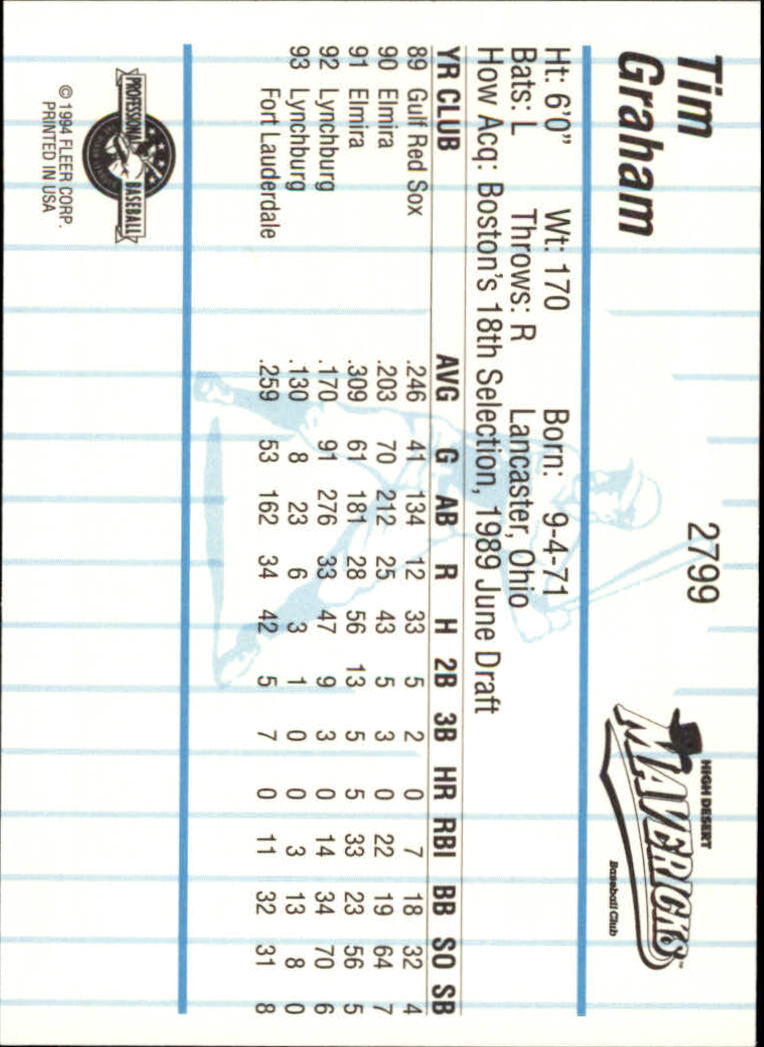 Tim
Graham
2799
HIGH DESERT
MAVERICKS™
Baseball Club
Ht: 6'0" Wt: 170 Born: 9-4-71
Bats: L Throws: R Lancaster, Ohio
How Acq: Boston's 18th Selection, 1989 June Draft
YR CLUB AVG G AB R H 2B 3B HR RBI BB SO SB
89 Gulf Red Sox .246 41 134 12 33 5 2 0 7 18 32 4
90 Elmira .203 70 212 25 43 5 3 0 22 19 64 7
91 Elmira .309 61 181 28 56 13 5 5 33 23 56 5
92 Lynchburg .170 91 276 33 47 9 3 0 14 34 70 6
93 Lynchburg .130 8 23 6 3 1 0 0 3 13 8 0
Fort Lauderdale .259 53 162 34 42 5 7 0 11 32 31 8
PROFESSIONAL BASEBALL
© 1994 FLEER CORP.
PRINTED IN USA